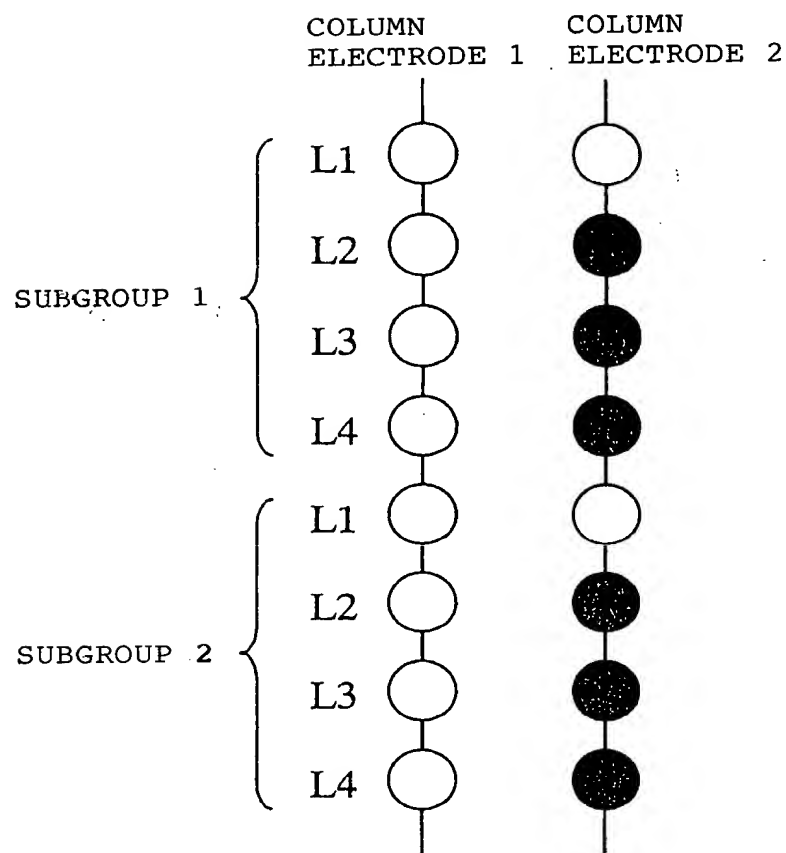 COLUMN
ELECTRODE 1
COLUMN
ELECTRODE 2
L1
L2
SUBGROUP 1
L3
L4
L1
L2
SUBGROUP 2
L3
L4